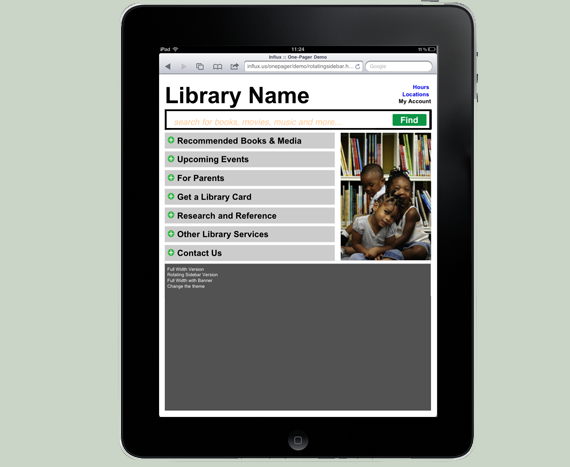 iPad 11:24 11 %
Influx :: One-Pager Demo
influx.us/onepager/demo/rotatingsidebar.h... Google
Library Name
Hours
Locations
My Account
search for books, movies, music and more... Find
Recommended Books & Media
Upcoming Events
For Parents
Get a Library Card
Research and Reference
Other Library Services
Contact Us
Full Width Version
Rotating Sidebar Version
Full Width with Banner
Change the theme